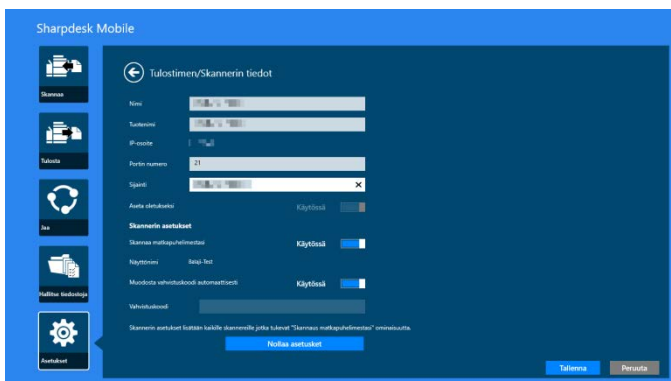 Sharpdesk Mobile
Skannaa
Tulosta
Jaa
Hallitse tiedostoja
Asetukset
Tulostimen/Skannerin tiedot
Nimi
Tuotenimi
IP-osoite
Portin numero 21
Sijainti
Aseta oletukseksi Käytössä
Skannerin asetukset
Skannaa matkapuhelimestasi Käytössä
Näyttönimi Balaji-Test
Muodosta vahvistuskoodi automaattisesti Käytössä
Vahvistuskoodi
Skannerin asetukset lisätään kaikille skannereille jotka tukevat "Skannaus matkapuhelimestasi" ominaisuutta.
Nollaa asetusket
Tallenna Peruuta